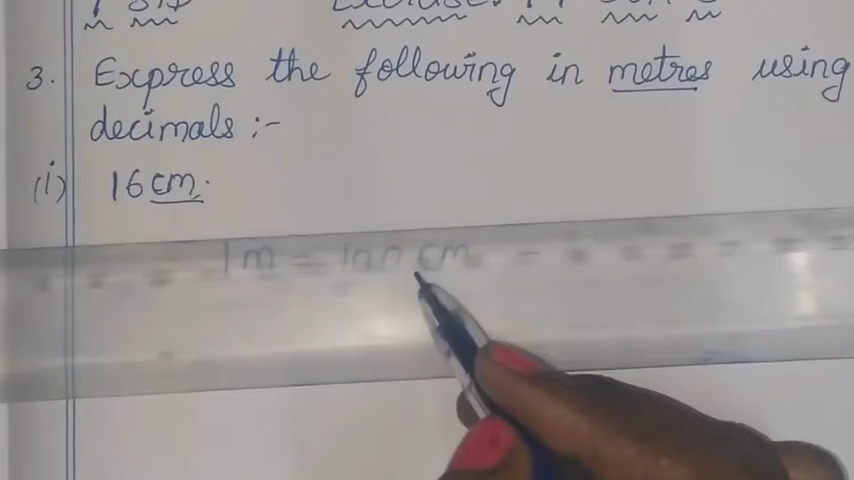 3. Express the following in metres using
decimals :-
(i) 16 cm.
1 m = 100 cm